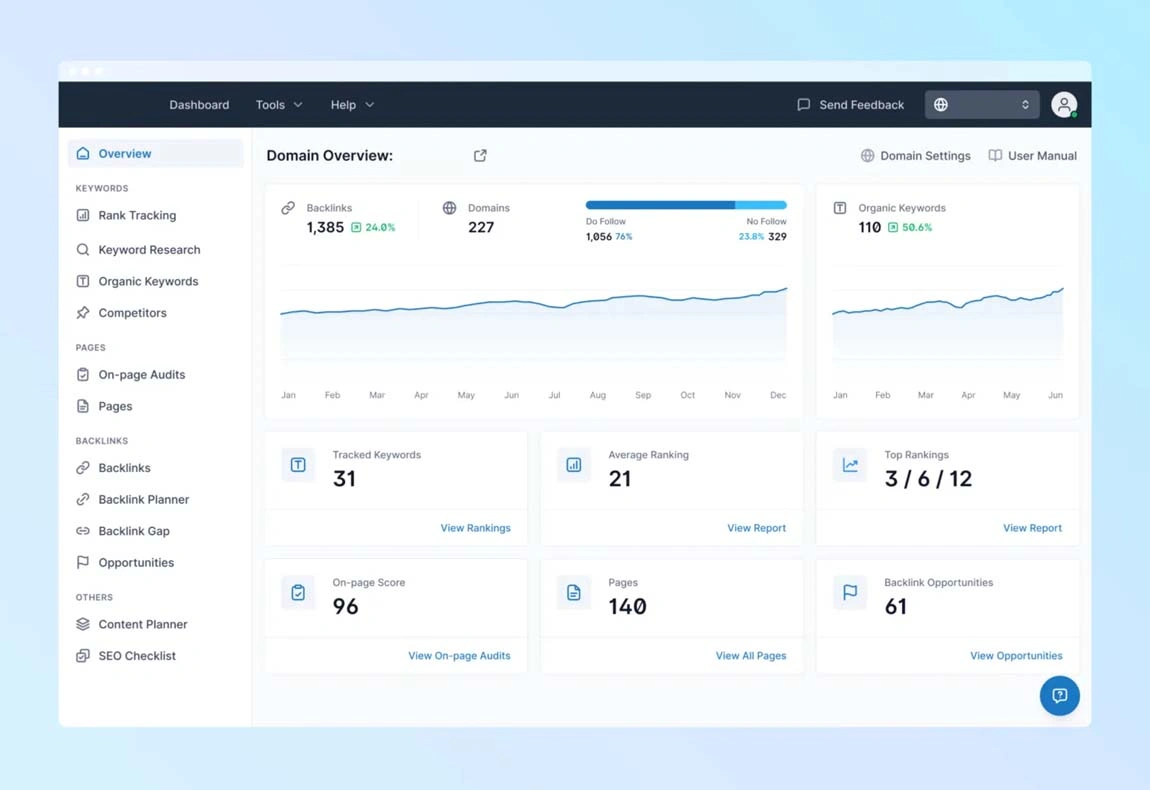 Dashboard Tools Help Send Feedback
Overview
KEYWORDS
Rank Tracking
Keyword Research
Organic Keywords
Competitors
PAGES
On-page Audits
Pages
BACKLINKS
Backlinks
Backlink Planner
Backlink Gap
Opportunities
OTHERS
Content Planner
SEO Checklist
Domain Overview: Domain Settings User Manual
Backlinks
1,385 24.0%
Domains
227
Do Follow No Follow
1,056 76% 23.8% 329
Jan Feb Mar Apr May Jun Jul Aug Sep Oct Nov Dec
Organic Keywords
110 50.6%
Jan Feb Mar Apr May Jun
Tracked Keywords
31
View Rankings
Average Ranking
21
View Report
Top Rankings
3 / 6 / 12
View Report
On-page Score
96
View On-page Audits
Pages
140
View All Pages
Backlink Opportunities
61
View Opportunities